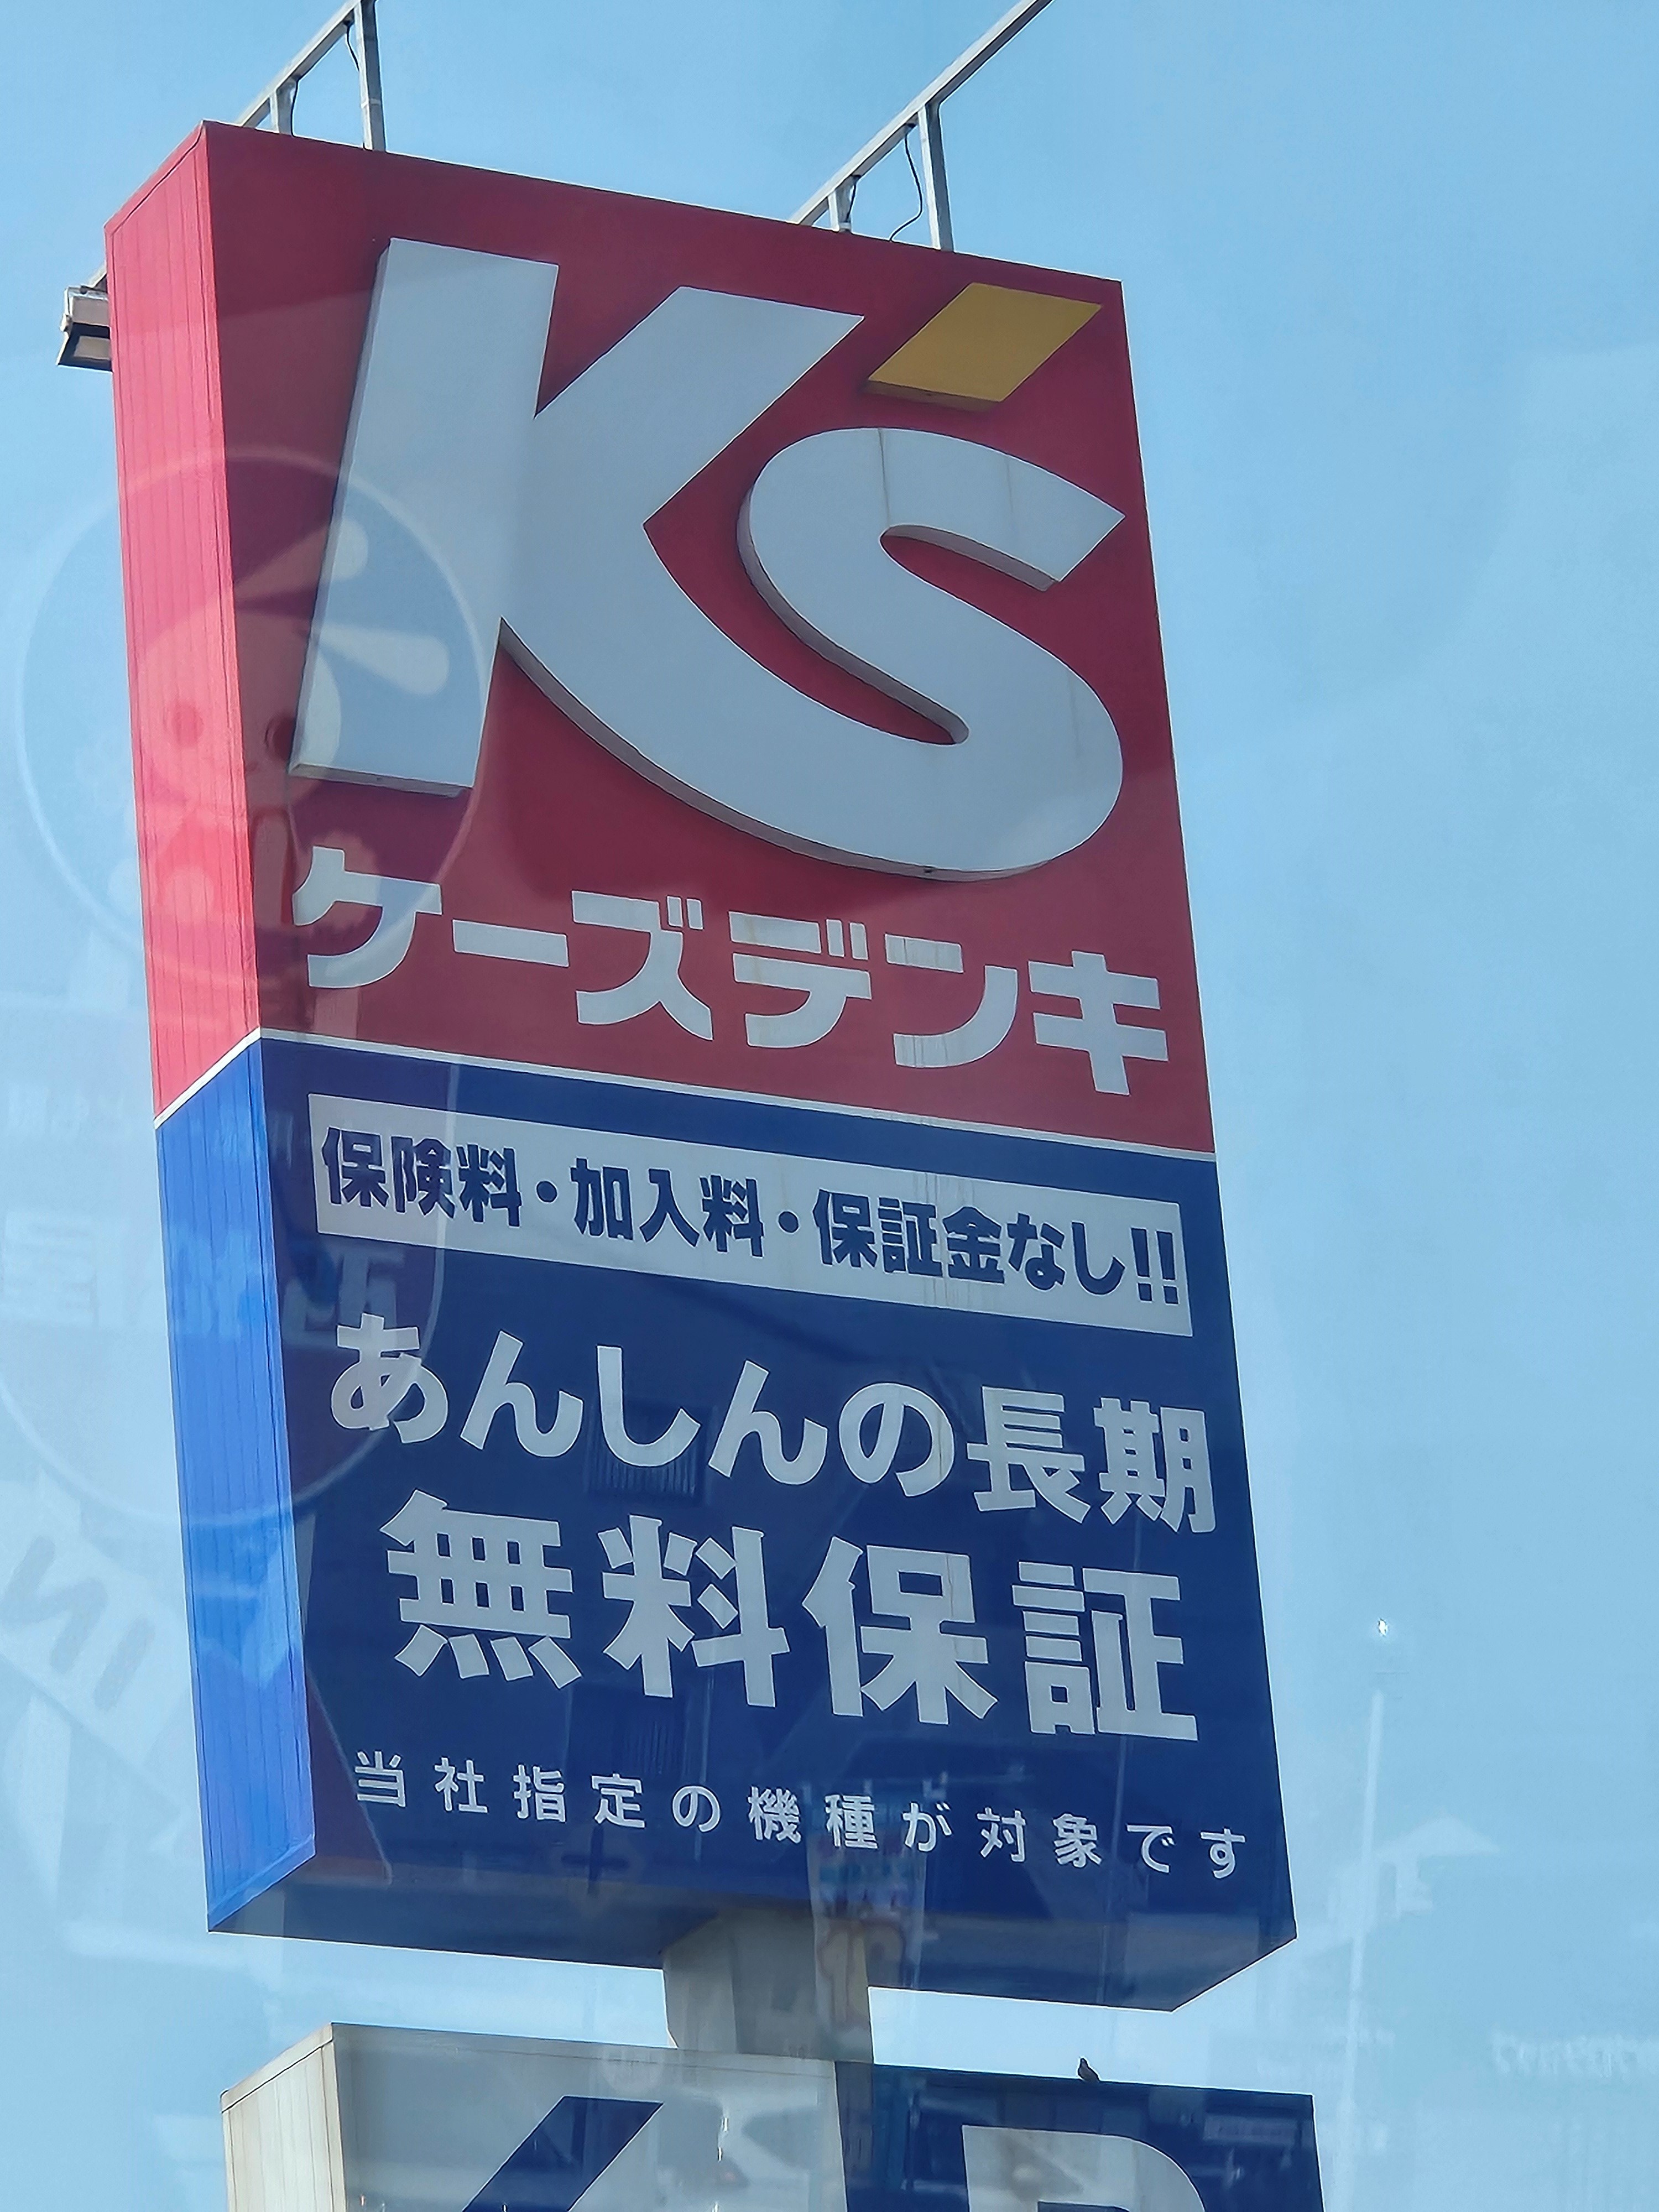 K's
ケーズデンキ
保険料・加入料・保証金なし!!
あんしんの長期
無料保証
当社指定の機種が対象です
P